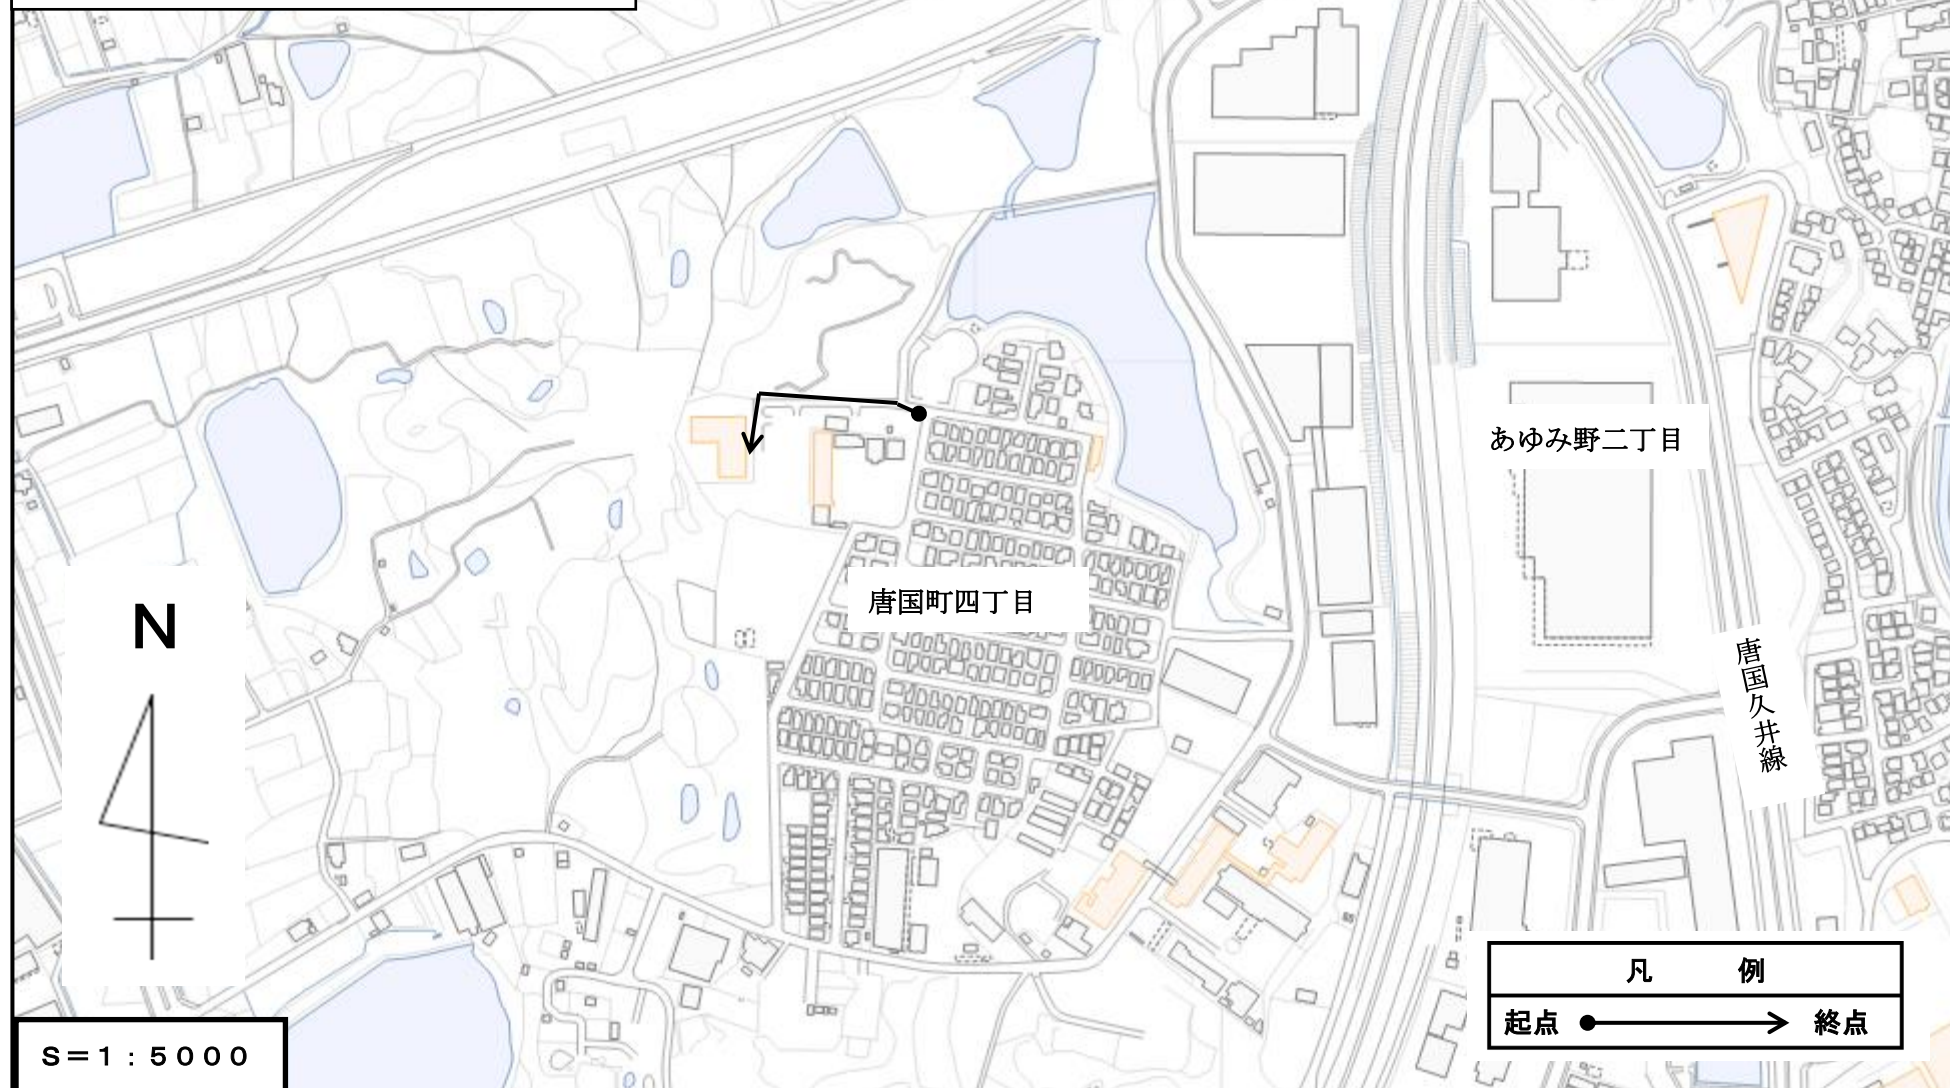 あゆみ野二丁目
唐国町四丁目
N
唐国久井線
凡 例
起点 終点
S=1:5000